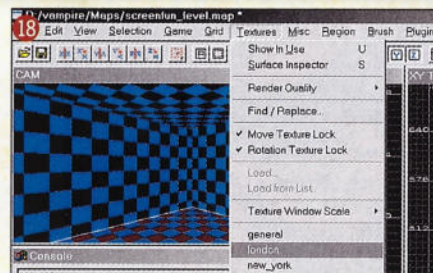 D:/vampire/Maps/screenfun_level.map *
18 Edit View Selection Game Grid Textures Misc Region Brush Plugin
CAM
Show In Use U
Surface Inspector S
Render Quality
Find / Replace...
Move Texture Lock
Rotation Texture Lock
Load...
Load from List...
Texture Window Scale
general
london
new_york
XY T
640
576
512
Console